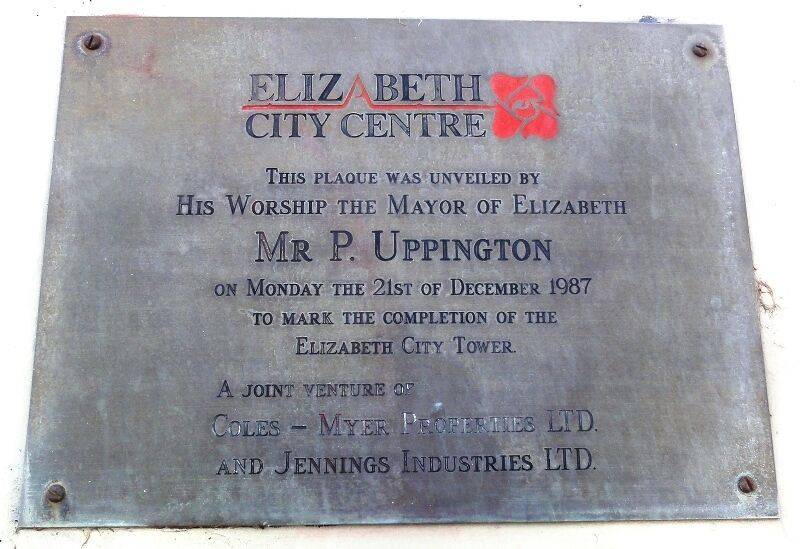 ELIZABETH
CITY CENTRE
THIS PLAQUE WAS UNVEILED BY
HIS WORSHIP THE MAYOR OF ELIZABETH
MR P. UPPINGTON
ON MONDAY THE 21ST OF DECEMBER 1987
TO MARK THE COMPLETION OF THE
ELIZABETH CITY TOWER.
A JOINT VENTURE OF
COLES – MYER PROPERTIES LTD.
AND JENNINGS INDUSTRIES LTD.